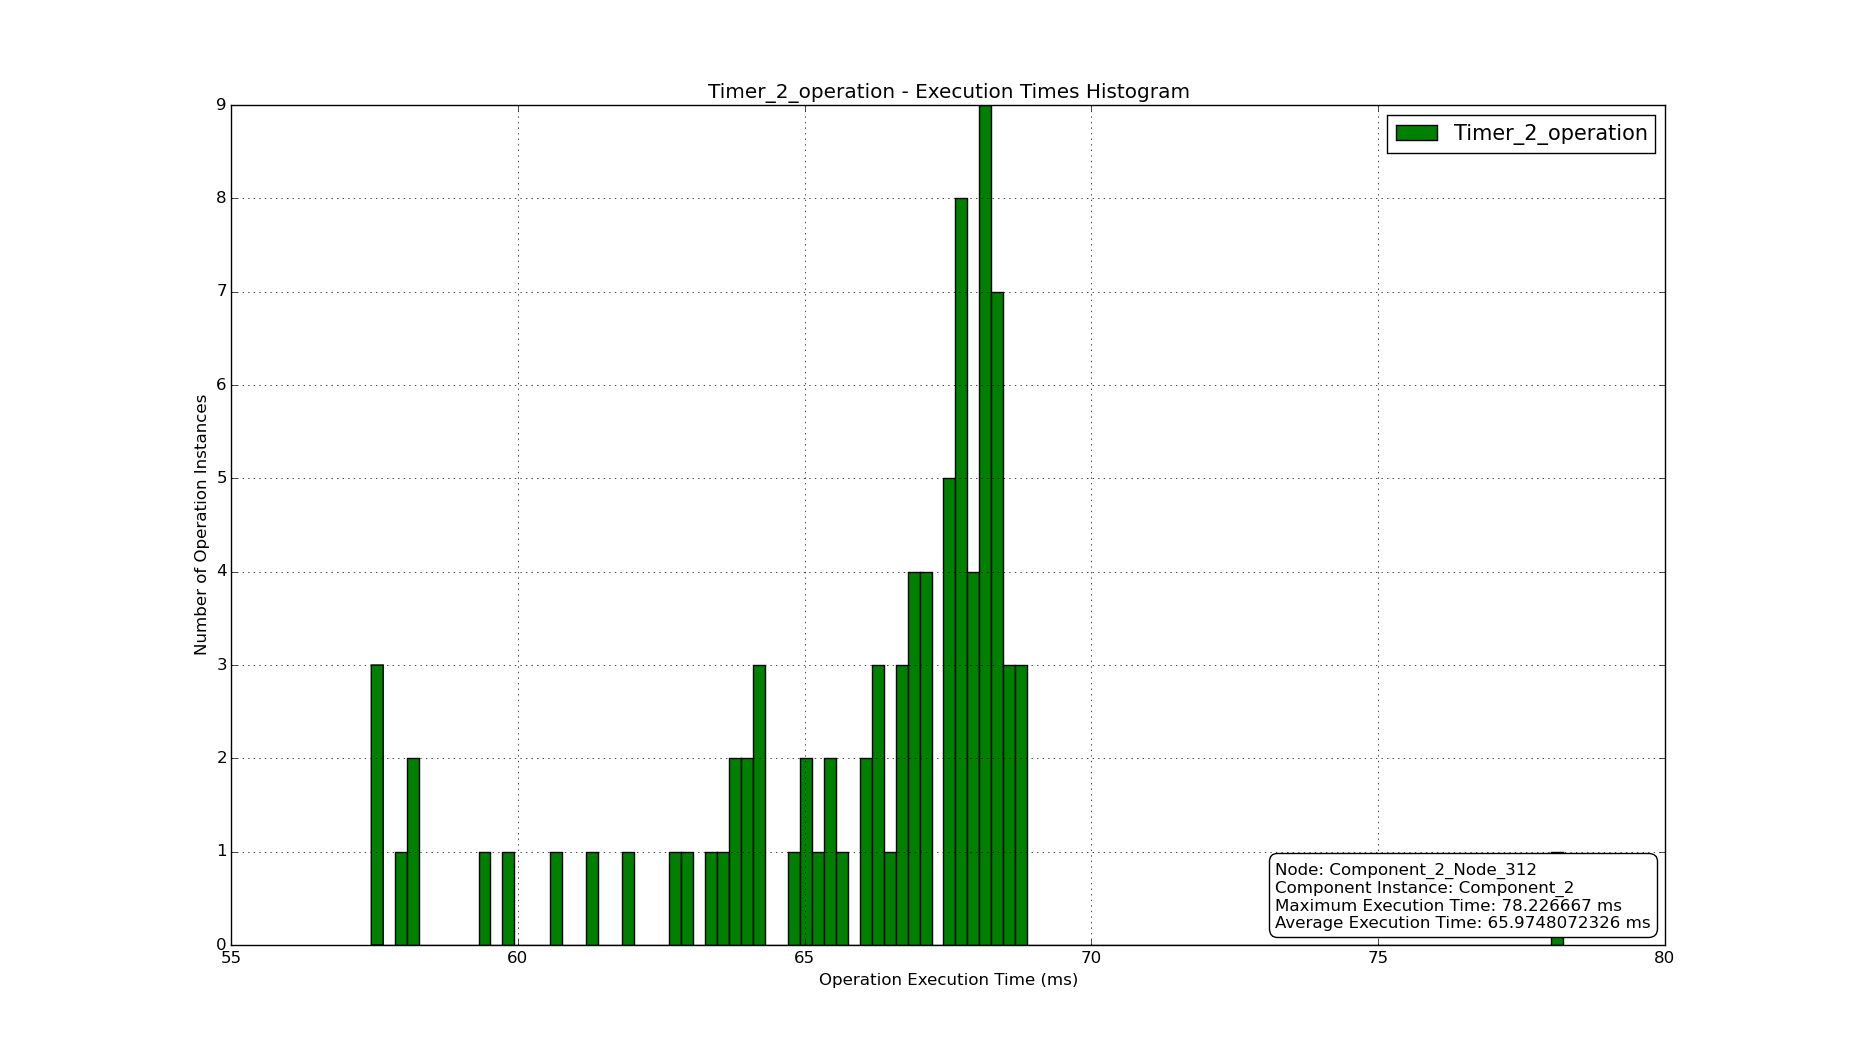 Timer_2_operation - Execution Times Histogram
Timer_2_operation
9
8
7
6
5
4
3
2
1
0
Number of Operation Instances
Node: Component_2_Node_312
Component Instance: Component_2
Maximum Execution Time: 78.226667 ms
Average Execution Time: 65.9748072326 ms
55 60 65 70 75 80
Operation Execution Time (ms)